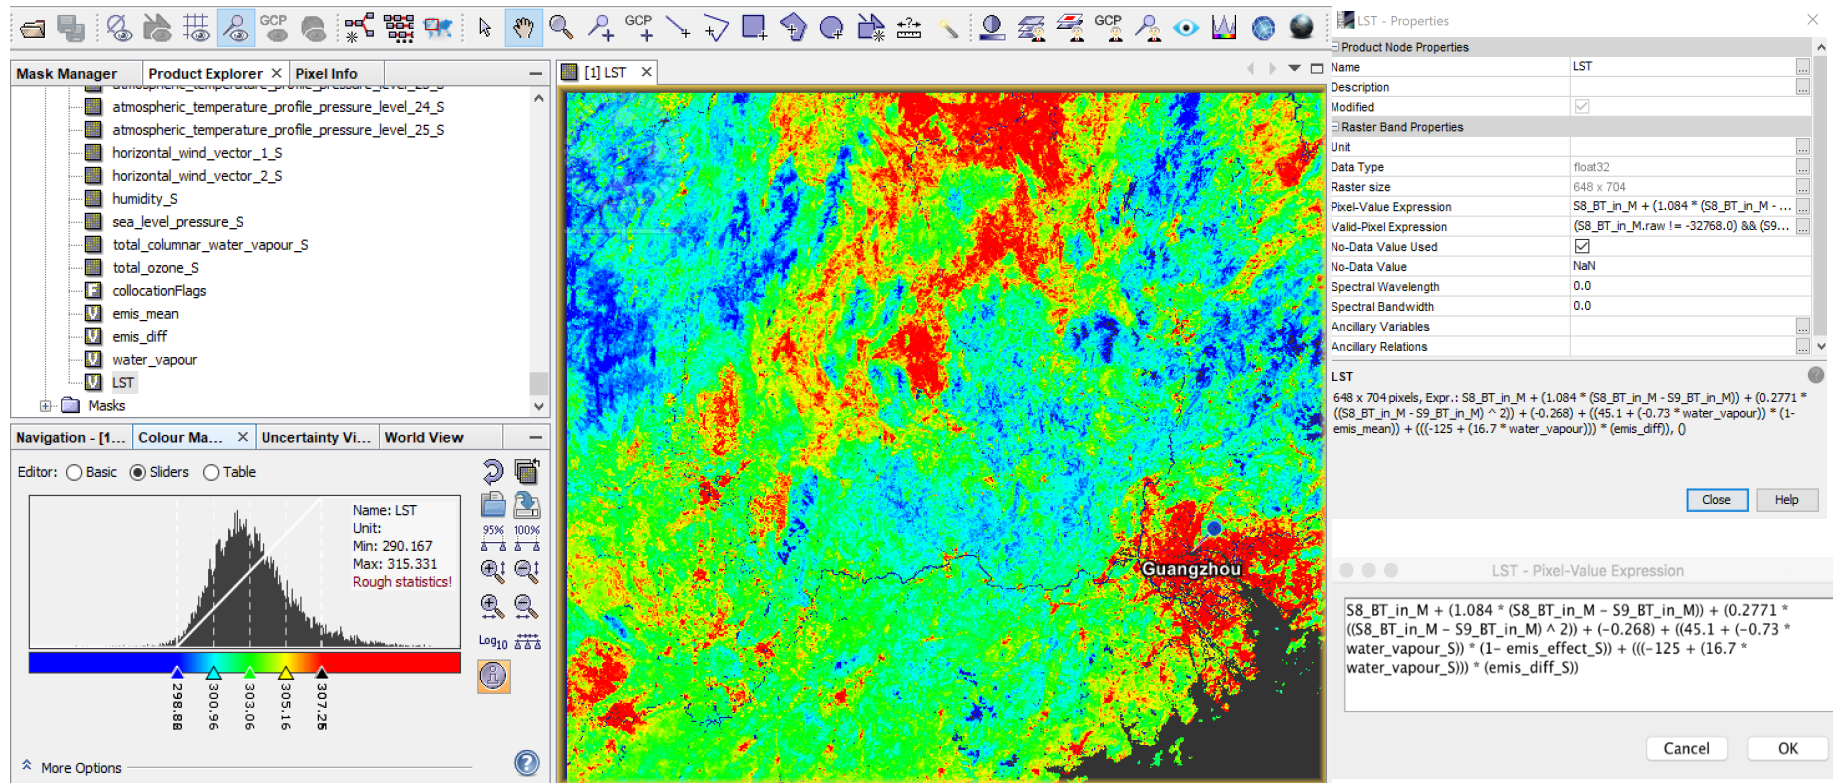 GCP
GCP
GCP
Mask Manager
Product Explorer
Pixel Info
atmospheric_temperature_profile_pressure_level_23_S
atmospheric_temperature_profile_pressure_level_24_S
atmospheric_temperature_profile_pressure_level_25_S
horizontal_wind_vector_1_S
horizontal_wind_vector_2_S
humidity_S
sea_level_pressure_S
total_columnar_water_vapour_S
total_ozone_S
collocationFlags
emis_mean
emis_diff
water_vapour
LST
Masks
Navigation - [1...
Colour Ma...
Uncertainty Vi...
World View
Editor:
Basic
Sliders
Table
Name: LST
Unit:
Min: 290.167
Max: 315.331
Rough statistics!
95%
100%
Log10
300.96
303.06
305.16
More Options
[1] LST
Guangzhou
LST - Properties
Product Node Properties
Name LST
Description
Modified
Raster Band Properties
Unit
Data Type float32
Raster size 648 x 704
Pixel-Value Expression S8_BT_in_M + (1.084 * (S8_BT_in_M - ...
Valid-Pixel Expression (S8_BT_in_M.raw != -32768.0) && (S9...
No-Data Value Used
No-Data Value NaN
Spectral Wavelength 0.0
Spectral Bandwidth 0.0
Ancillary Variables
Ancillary Relations
LST
648 x 704 pixels, Expr.: S8_BT_in_M + (1.084 * (S8_BT_in_M - S9_BT_in_M)) + (0.2771 *
((S8_BT_in_M - S9_BT_in_M) ^ 2)) + (-0.268) + ((45.1 + (-0.73 * water_vapour)) * (1-
emis_mean)) + (((-125 + (16.7 * water_vapour))) * (emis_diff)), ()
Close
Help
LST - Pixel-Value Expression
S8_BT_in_M + (1.084 * (S8_BT_in_M - S9_BT_in_M)) + (0.2771 *
((S8_BT_in_M - S9_BT_in_M) ^ 2)) + (-0.268) + ((45.1 + (-0.73 *
water_vapour_S)) * (1- emis_effect_S)) + (((-125 + (16.7 *
water_vapour_S))) * (emis_diff_S))
Cancel
OK